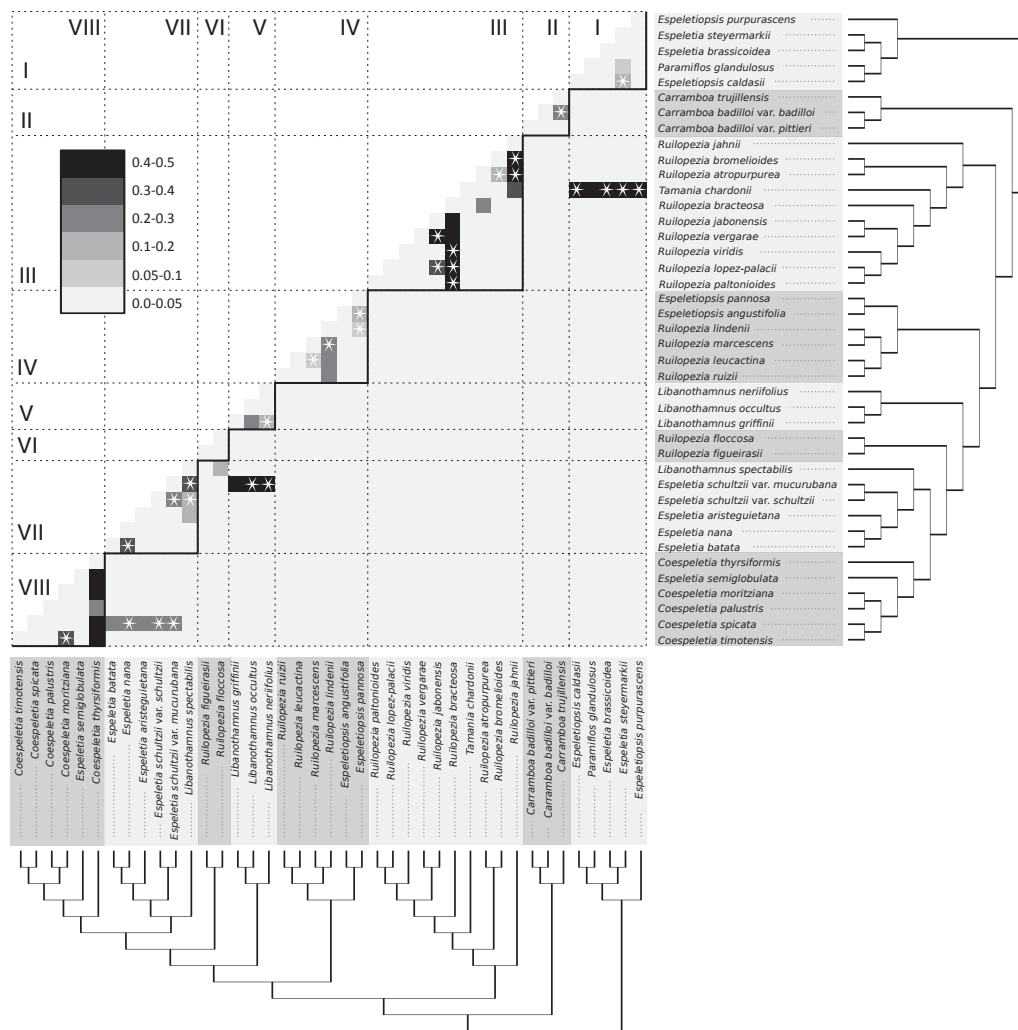 VIII VII VI V IV III II I
I
II
III
IV
V
VI
VII
VIII
0.4-0.5
0.3-0.4
0.2-0.3
0.1-0.2
0.05-0.1
0.0-0.05
Espeletiopsis purpurascens
Espeletia steyermarkii
Espeletia brassicoidea
Paramiflos glandulosus
Espeletiopsis caldasii
Carramboa trujillensis
Carramboa badilloi var. badilloi
Carramboa badilloi var. pittieri
Ruilopezia jahnii
Ruilopezia bromelioides
Ruilopezia atropurpurea
Tamania chardonii
Ruilopezia bracteosa
Ruilopezia jabonensis
Ruilopezia vergarae
Ruilopezia viridis
Ruilopezia lopez-palacii
Ruilopezia paltonioides
Espeletiopsis pannosa
Espeletiopsis angustifolia
Ruilopezia lindenii
Ruilopezia marcescens
Ruilopezia leucactina
Ruilopezia ruizii
Libanothamnus neriifolius
Libanothamnus occultus
Libanothamnus griffinii
Ruilopezia floccosa
Ruilopezia figueirasii
Libanothamnus spectabilis
Espeletia schultzii var. mucurubana
Espeletia schultzii var. schultzii
Espeletia aristeguietana
Espeletia nana
Espeletia batata
Coespeletia thyrsiformis
Espeletia semiglobulata
Coespeletia moritziana
Coespeletia palustris
Coespeletia spicata
Coespeletia timotensis
Coespeletia timotensis
Coespeletia spicata
Coespeletia palustris
Coespeletia moritziana
Espeletia semiglobulata
Coespeletia thyrsiformis
Espeletia batata
Espeletia nana
Espeletia aristeguietana
Espeletia schultzii var. schultzii
Espeletia schultzii var. mucurubana
Libanothamnus spectabilis
Ruilopezia figueirasii
Ruilopezia floccosa
Libanothamnus griffinii
Libanothamnus occultus
Libanothamnus neriifolius
Ruilopezia ruizii
Ruilopezia leucactina
Ruilopezia marcescens
Ruilopezia lindenii
Espeletiopsis angustifolia
Espeletiopsis pannosa
Ruilopezia paltonioides
Ruilopezia lopez-palacii
Ruilopezia viridis
Ruilopezia vergarae
Ruilopezia jabonensis
Ruilopezia bracteosa
Tamania chardonii
Ruilopezia atropurpurea
Ruilopezia bromelioides
Ruilopezia jahnii
Carramboa badilloi var. pittieri
Carramboa badilloi var. badilloi
Carramboa trujillensis
Espeletiopsis caldasii
Paramiflos glandulosus
Espeletia brassicoidea
Espeletia steyermarkii
Espeletiopsis purpurascens